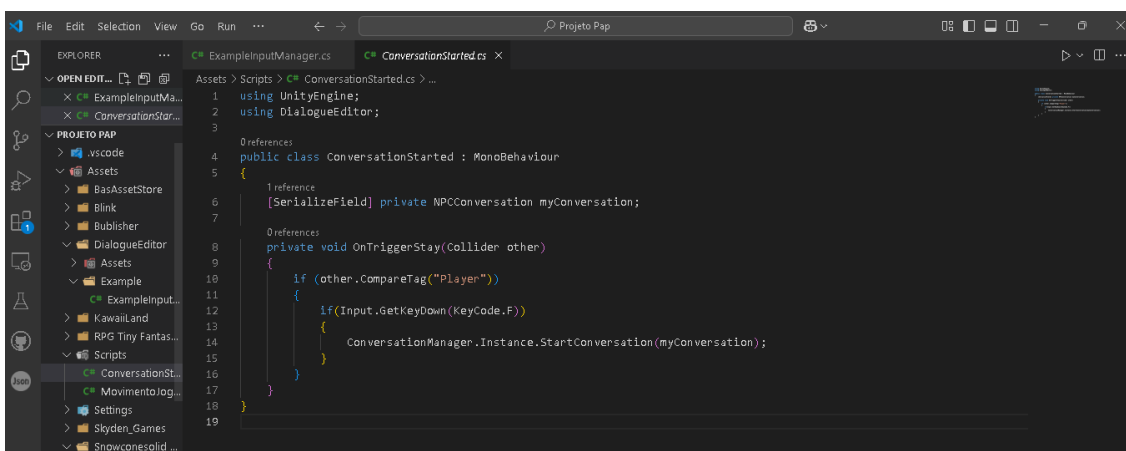 File Edit Selection View Go Run ... Projeto Pap
EXPLORER ...
OPEN EDIT...
ExampleInputMa...
ConversationStar...
PROJETO PAP
.vscode
Assets
BasAssetStore
Blink
Bublisher
DialogueEditor
Assets
Example
C# ExampleInput...
KawaiiLand
RPG Tiny Fantas...
Scripts
C# ConversationSt...
C# MovimentoJog...
Settings
Skyden_Games
Snowconesolid ...
1
Json
C# ExampleInputManager.cs C# ConversationStarted.cs
Assets > Scripts > C# ConversationStarted.cs > ...
1 using UnityEngine;
2 using DialogueEditor;
3
0 references
4 public class ConversationStarted : MonoBehaviour
5 {
1 reference
6 [SerializeField] private NPCConversation myConversation;
7
0 references
8 private void OnTriggerStay(Collider other)
9 {
10 if (other.CompareTag("Player"))
11 {
12 if(Input.GetKeyDown(KeyCode.F))
13 {
14 ConversationManager.Instance.StartConversation(myConversation);
15 }
16 }
17 }
18 }
19